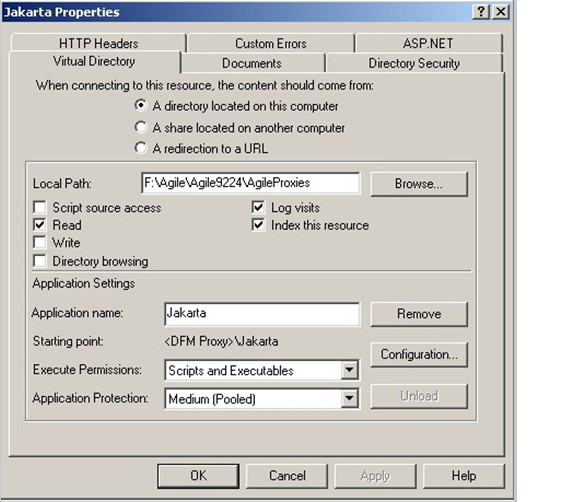 Jakarta Properties
HTTP Headers Custom Errors ASP.NET
Virtual Directory Documents Directory Security
When connecting to this resource, the content should come from:
A directory located on this computer
A share located on another computer
A redirection to a URL
Local Path: F:\Agile\Agile9224\AgileProxies Browse...
Script source access Log visits
Read Index this resource
Write
Directory browsing
Application Settings
Application name: Jakarta Remove
Starting point: <DFM Proxy>\Jakarta
Configuration...
Execute Permissions: Scripts and Executables
Application Protection: Medium (Pooled) Unload
OK Cancel Apply Help